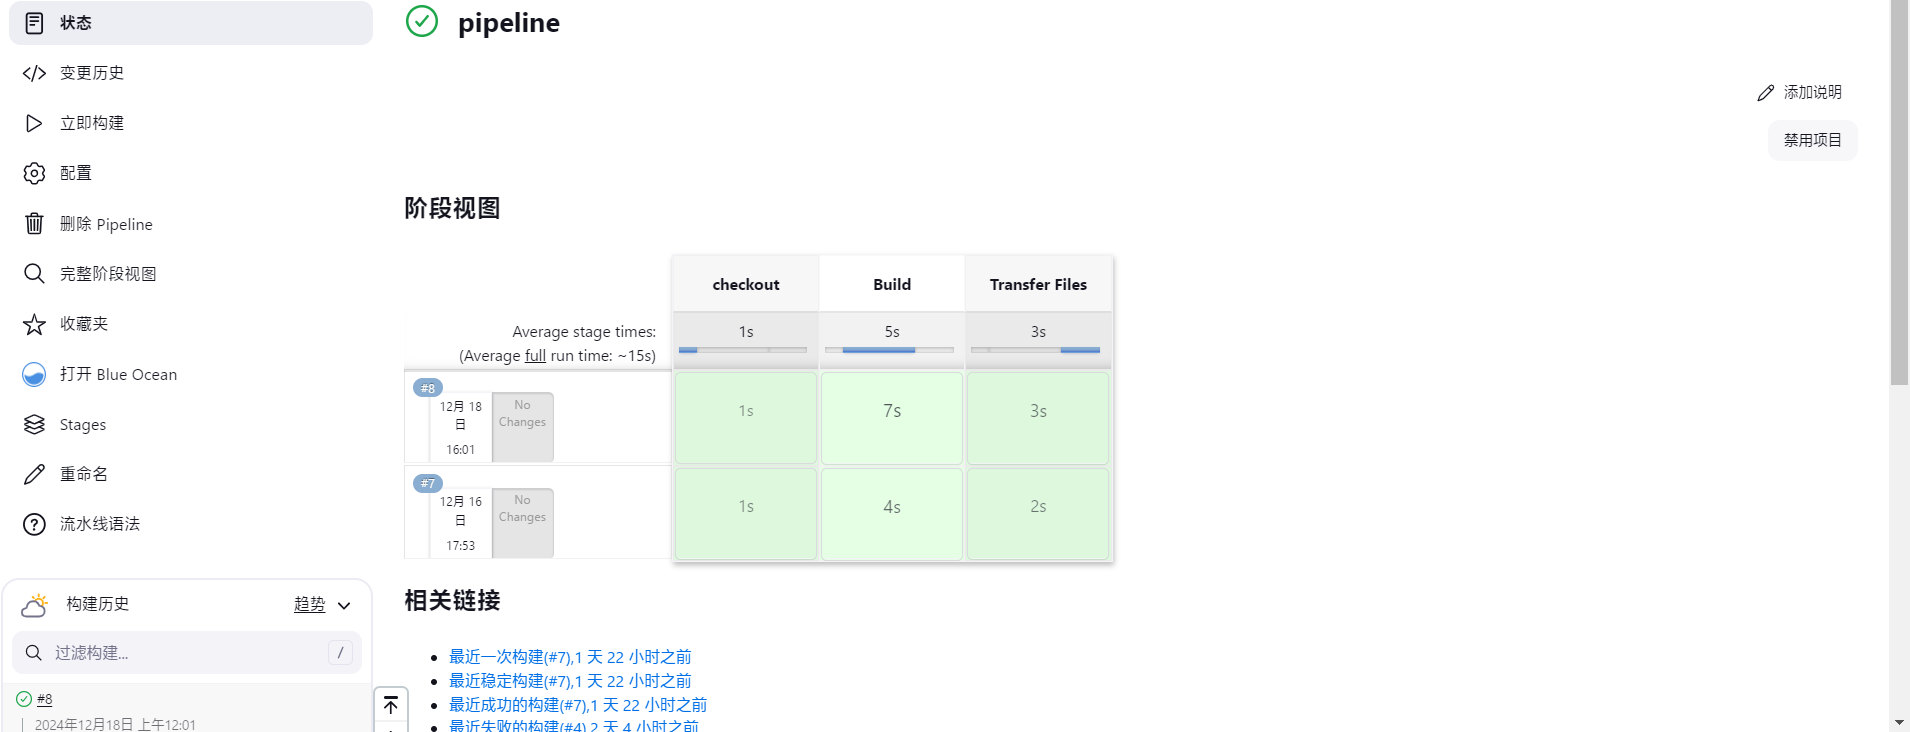 状态
变更历史
立即构建
配置
删除 Pipeline
完整阶段视图
收藏夹
打开 Blue Ocean
Stages
重命名
流水线语法
构建历史
趋势
过滤构建...
/
#8
2024年12月18日 上午12:01
pipeline
添加说明
禁用项目
阶段视图
checkout Build Transfer Files
Average stage times:
(Average full run time: ~15s)
1s 5s 3s
#8
12月 18
日
16:01
No
Changes
1s 7s 3s
#7
12月 16
日
17:53
No
Changes
1s 4s 2s
相关链接
最近一次构建(#7),1 天 22 小时之前
最近稳定构建(#7),1 天 22 小时之前
最近成功的构建(#7),1 天 22 小时之前
最近失败的构建(#4),2 天 4 小时之前